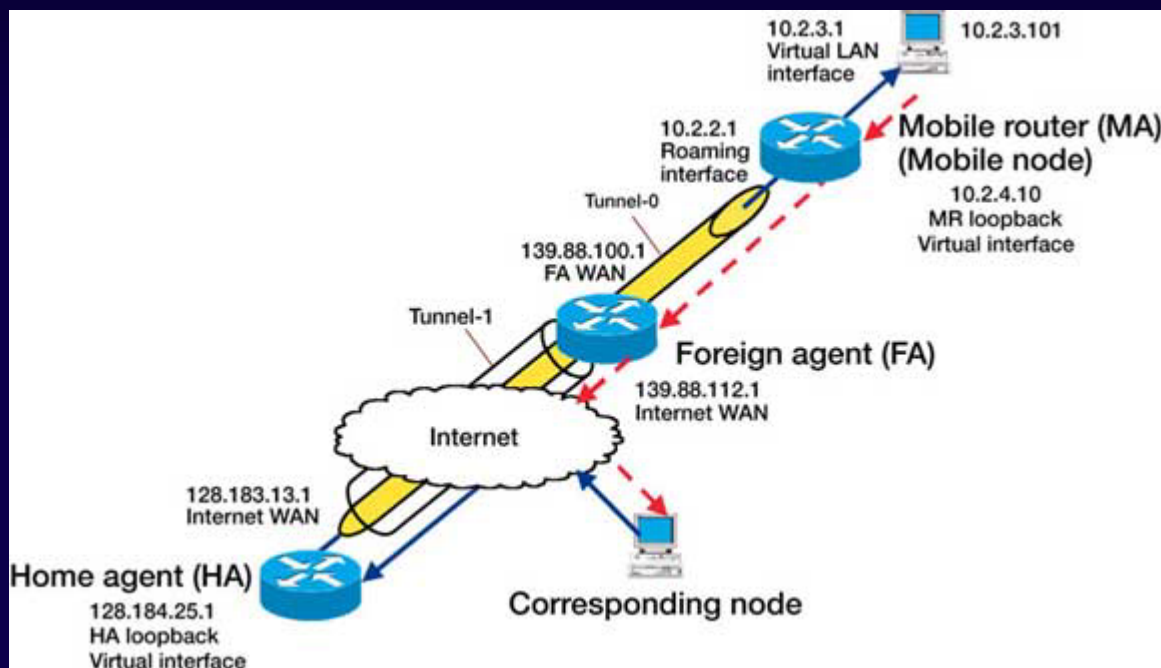 10.2.3.1
Virtual LAN
interface
10.2.3.101
10.2.2.1
Roaming
interface
Mobile router (MA)
(Mobile node)
10.2.4.10
MR loopback
Virtual interface
Tunnel-0
139.88.100.1
FA WAN
Tunnel-1
Foreign agent (FA)
139.88.112.1
Internet WAN
Internet
128.183.13.1
Internet WAN
Home agent (HA)
128.184.25.1
HA loopback
Virtual interface
Corresponding node